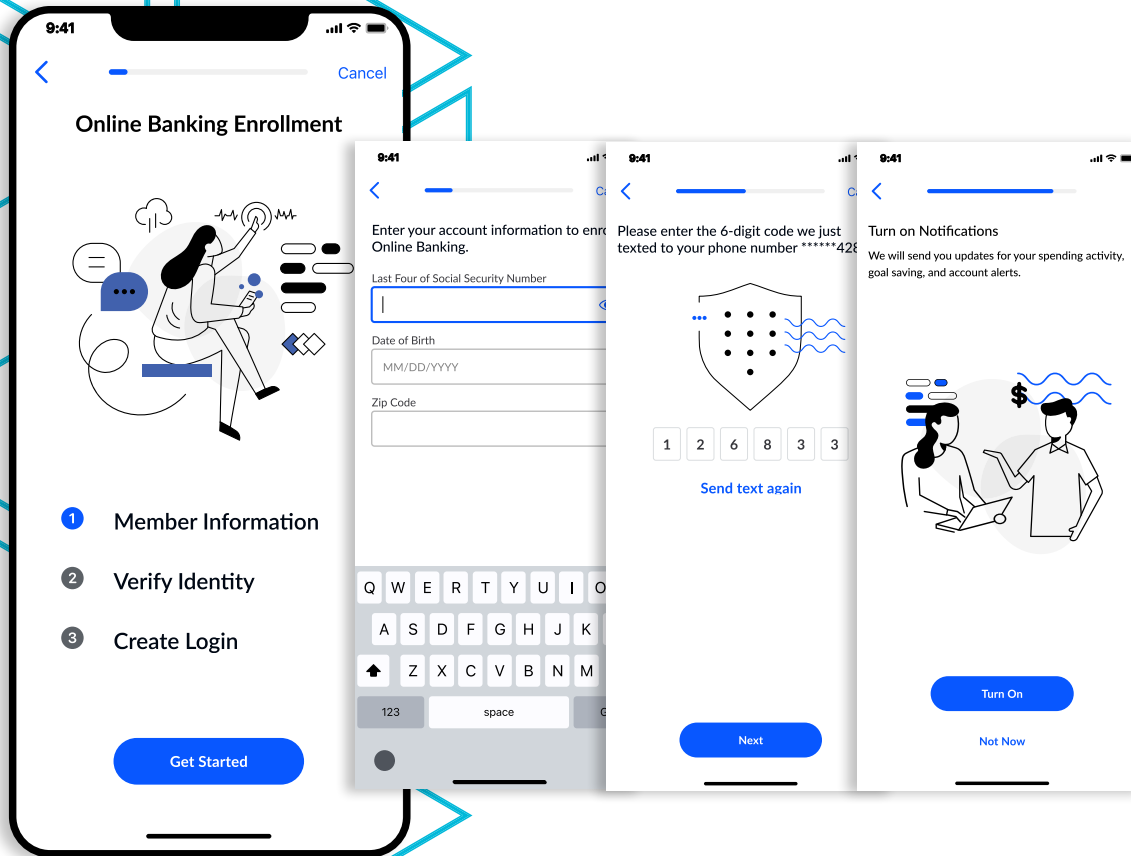 9:41
Cancel
Online Banking Enrollment
1 Member Information
2 Verify Identity
3 Create Login
Get Started
9:41
Enter your account information to
Online Banking.
Last Four of Social Security Number
Date of Birth
MM/DD/YYYY
Zip Code
Q W E R T Y U I O
A S D F G H J K
Z X C V B N M
123 space
9:41
Please enter the 6-digit code we just
texted to your phone number ******428
1 2 6 8 3 3
Send text again
Next
9:41
Turn on Notifications
We will send you updates for your spending activity,
goal saving, and account alerts.
$
Turn On
Not Now